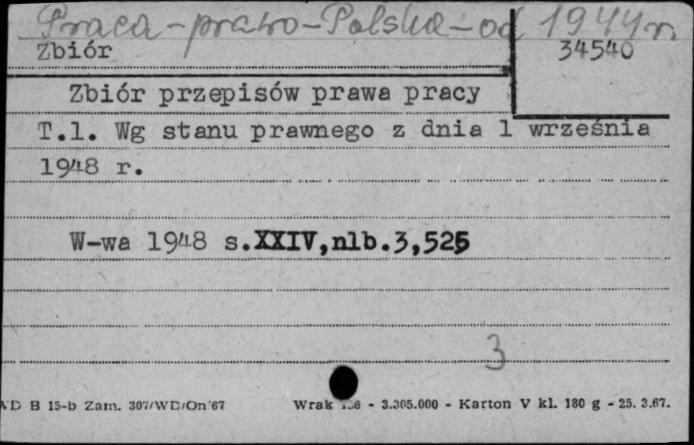 Praca-prawo-Polska-od 1944r.
Zbiór 34540
Zbiór przepisów prawa pracy
T.1. Wg stanu prawnego z dnia 1 września
1948 r.
W-wa 1948 s.XXIV,nlb.3,525
3
WD B 15-b Zam. 307/WD/On/67 Wrak - 3.305.000 - Karton V kl. 180 g - 25. 3.67.